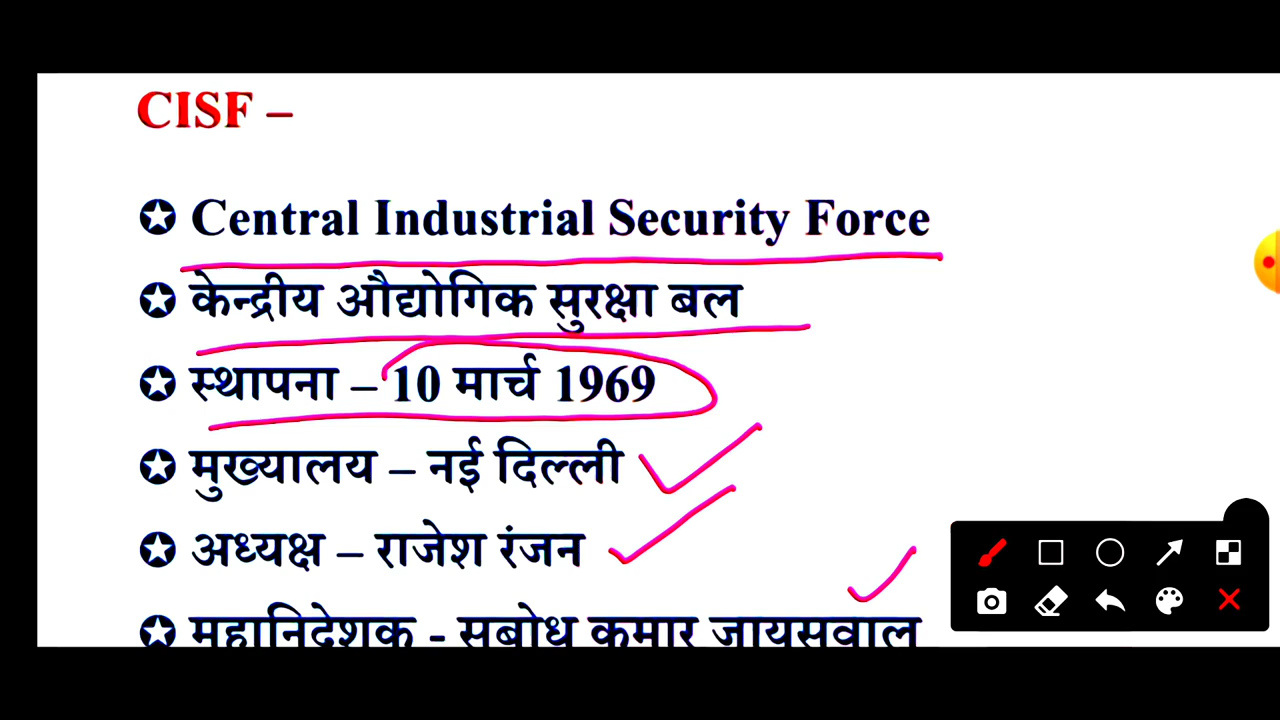 CISF –
✪ Central Industrial Security Force
✪ केन्द्रीय औद्योगिक सुरक्षा बल
✪ स्थापना – 10 मार्च 1969
✪ मुख्यालय – नई दिल्ली
✪ अध्यक्ष – राजेश रंजन
✪ महानिदेशक - सुबोध कुमार जायसवाल